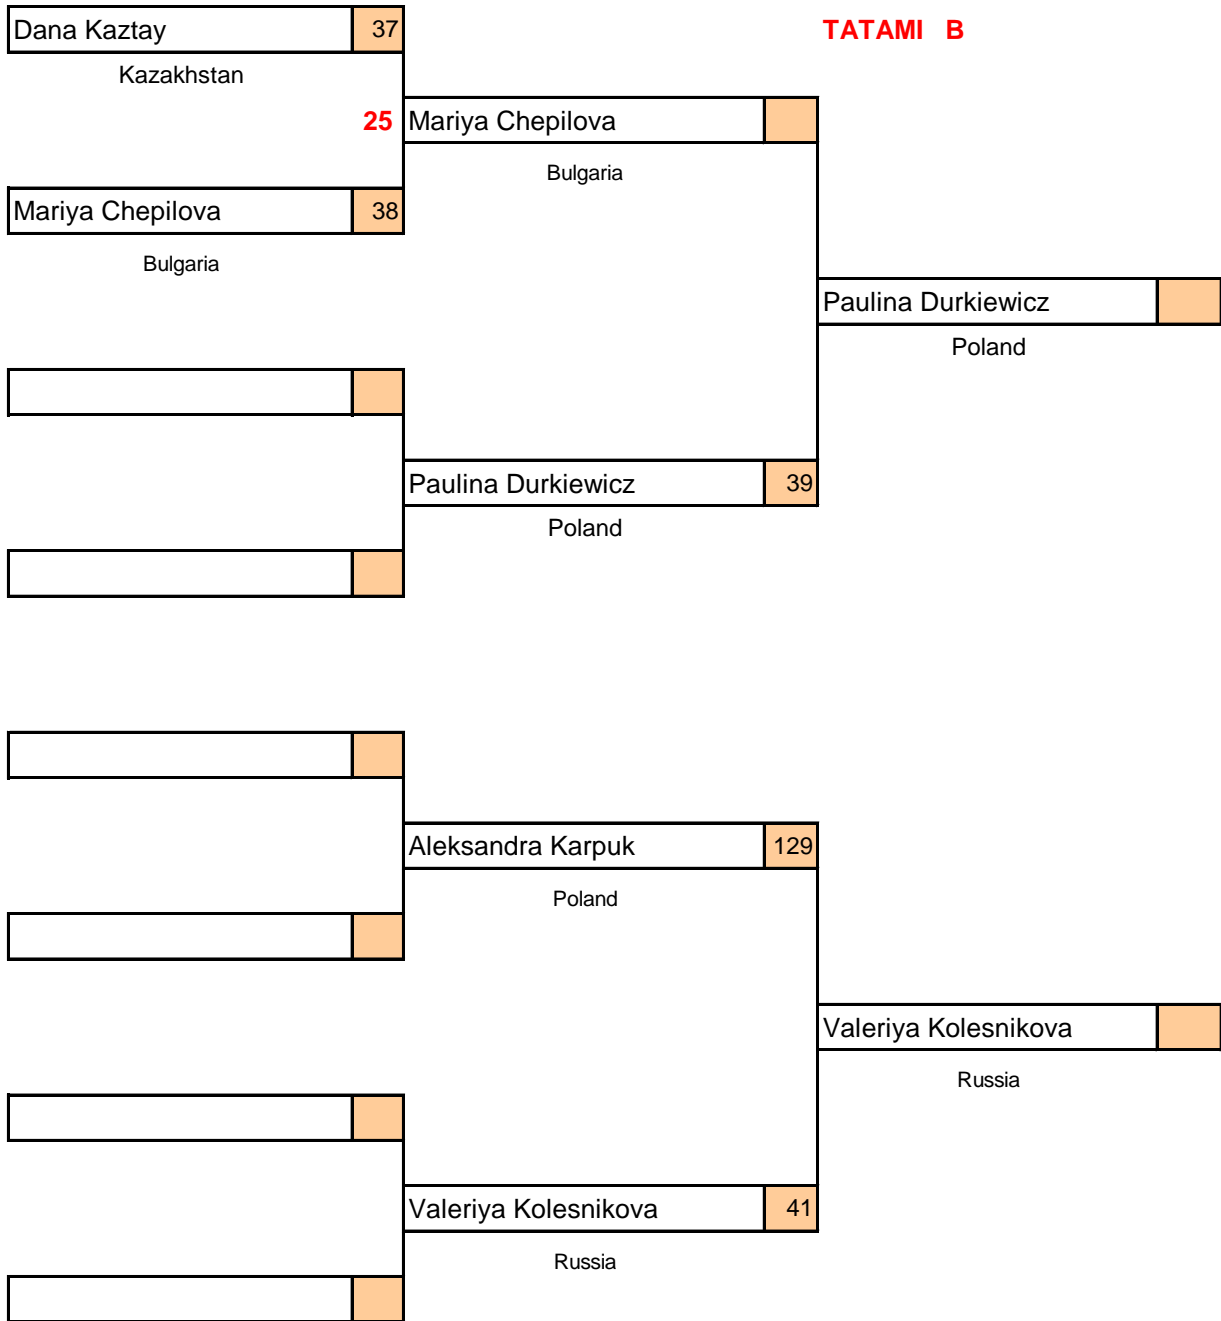 Dana Kaztay 37 TATAMI B
Kazakhstan
25 Mariya Chepilova
Bulgaria
Mariya Chepilova 38
Bulgaria
Paulina Durkiewicz
Poland
Paulina Durkiewicz 39
Poland
Aleksandra Karpuk 129
Poland
Valeriya Kolesnikova
Russia
Valeriya Kolesnikova 41
Russia